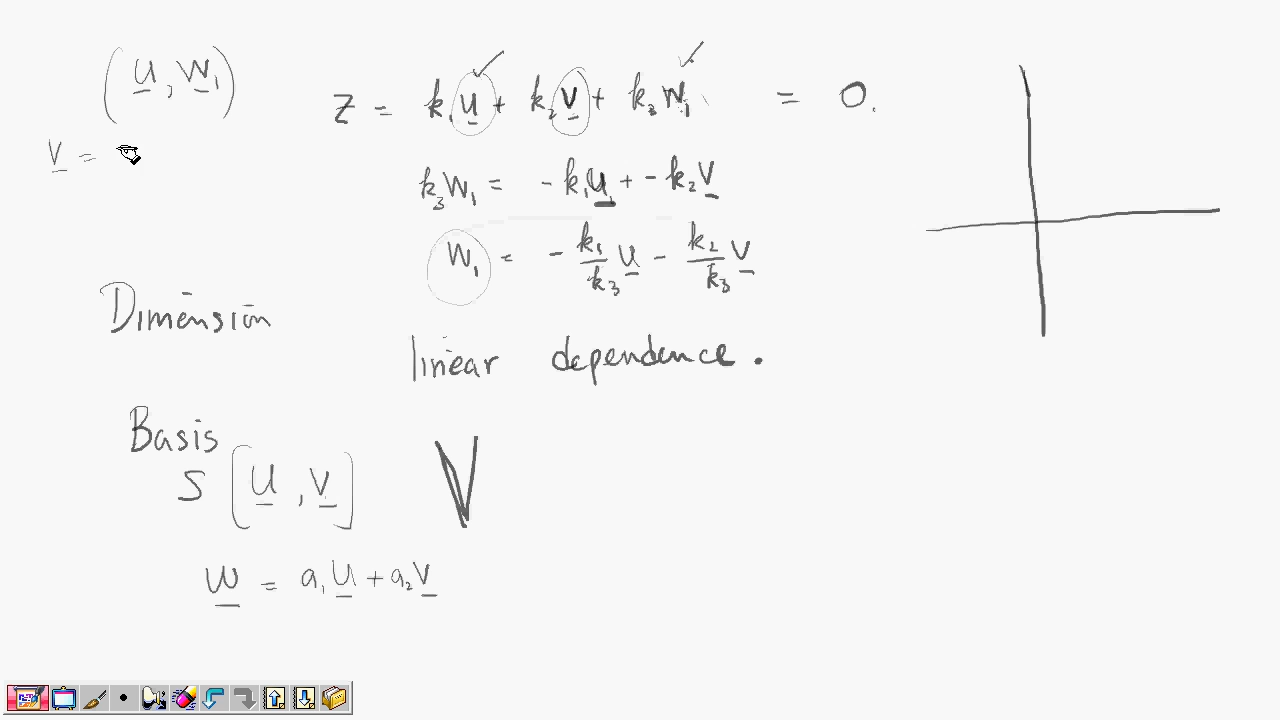 (u, w₁)
z = k₁u + k₂v + k₃w₁ = 0.
v =
k₃w₁ = -k₁u + -k₂v
w₁ = -k₁/k₃ u - k₂/k₃ v
Dimension
linear dependence.
Basis
S [u, v] V
w = a₁u + a₂v